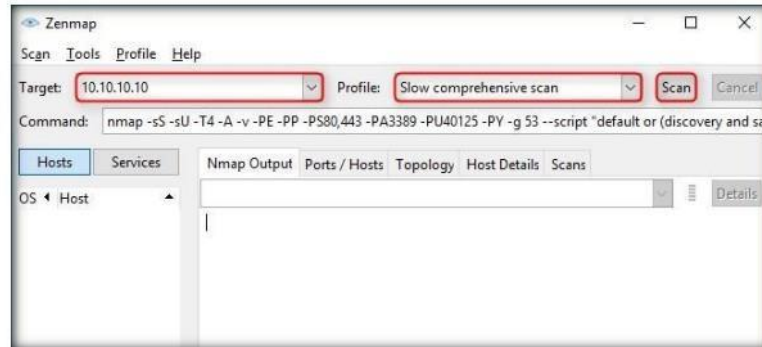 Zenmap
Scan Tools Profile Help
Target: 10.10.10.10 Profile: Slow comprehensive scan Scan Cancel
Command: nmap -sS -sU -T4 -A -v -PE -PP -PS80,443 -PA3389 -PU40125 -PY -g 53 --script "default or (discovery and sa
Hosts Services Nmap Output Ports / Hosts Topology Host Details Scans
OS Host Details